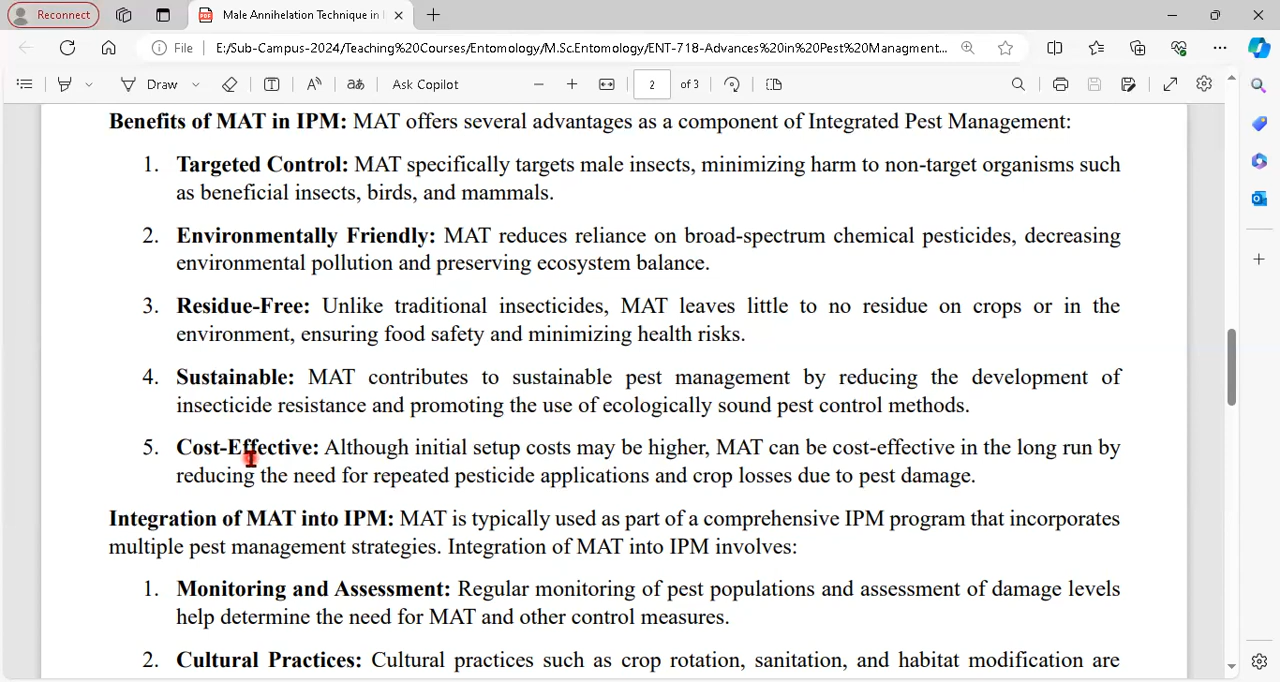 Reconnect
Male Annihelation Technique in
File
E:/Sub-Campus-2024/Teaching%20Courses/Entomology/M.Sc.Entomology/ENT-718-Advances%20in%20Pest%20Managment...
Draw
Ask Copilot
2 of 3
Benefits of MAT in IPM: MAT offers several advantages as a component of Integrated Pest Management:
1. Targeted Control: MAT specifically targets male insects, minimizing harm to non-target organisms such
as beneficial insects, birds, and mammals.
2. Environmentally Friendly: MAT reduces reliance on broad-spectrum chemical pesticides, decreasing
environmental pollution and preserving ecosystem balance.
3. Residue-Free: Unlike traditional insecticides, MAT leaves little to no residue on crops or in the
environment, ensuring food safety and minimizing health risks.
4. Sustainable: MAT contributes to sustainable pest management by reducing the development of
insecticide resistance and promoting the use of ecologically sound pest control methods.
5. Cost-Effective: Although initial setup costs may be higher, MAT can be cost-effective in the long run by
reducing the need for repeated pesticide applications and crop losses due to pest damage.
Integration of MAT into IPM: MAT is typically used as part of a comprehensive IPM program that incorporates
multiple pest management strategies. Integration of MAT into IPM involves:
1. Monitoring and Assessment: Regular monitoring of pest populations and assessment of damage levels
help determine the need for MAT and other control measures.
2. Cultural Practices: Cultural practices such as crop rotation, sanitation, and habitat modification are